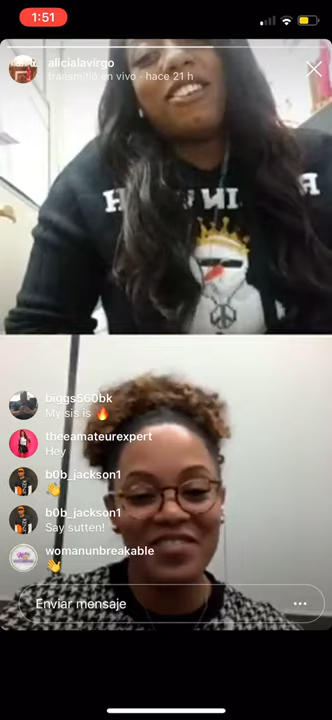 1:51
alicialavirgo
transmitió en vivo · hace 21 h
biggs560bk
My sis is 🔥
theeamateurexpert
Hey
b0b_jackson1
👋
b0b_jackson1
Say sutten!
womanunbreakable
👋
Enviar mensaje